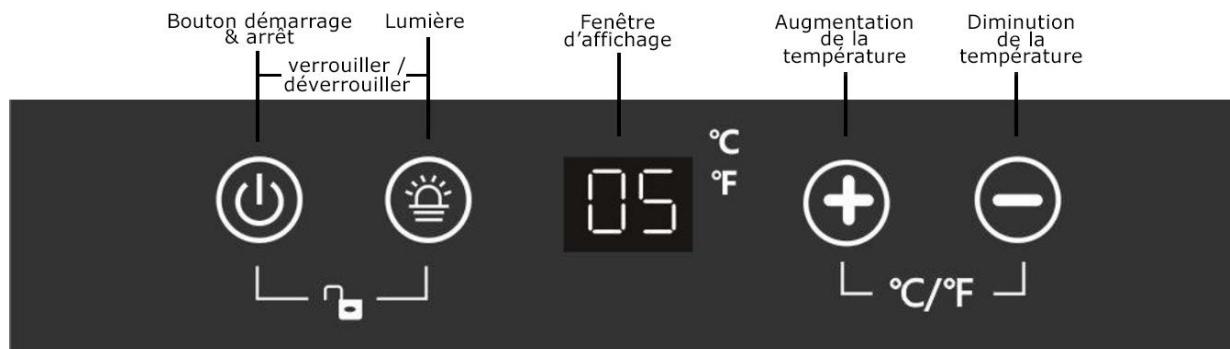 Bouton démarrage
& arrêt
Lumière
Fenêtre
d’affichage
Augmentation
de la
température
Diminution
de la
température
verrouiller /
déverrouiller
05
°C
°F
°C/°F